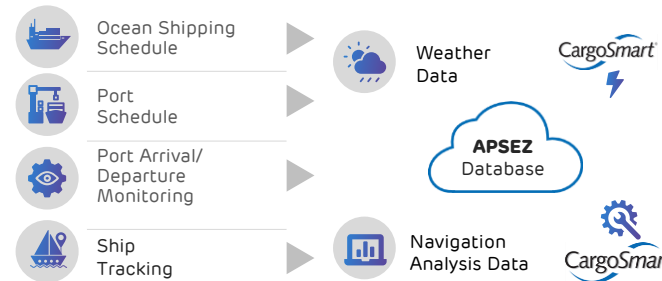 Ocean Shipping
Schedule
Port
Schedule
Port Arrival/
Departure
Monitoring
Ship
Tracking
Weather
Data
APSEZ
Database
Navigation
Analysis Data
CargoSmart
CargoSmar